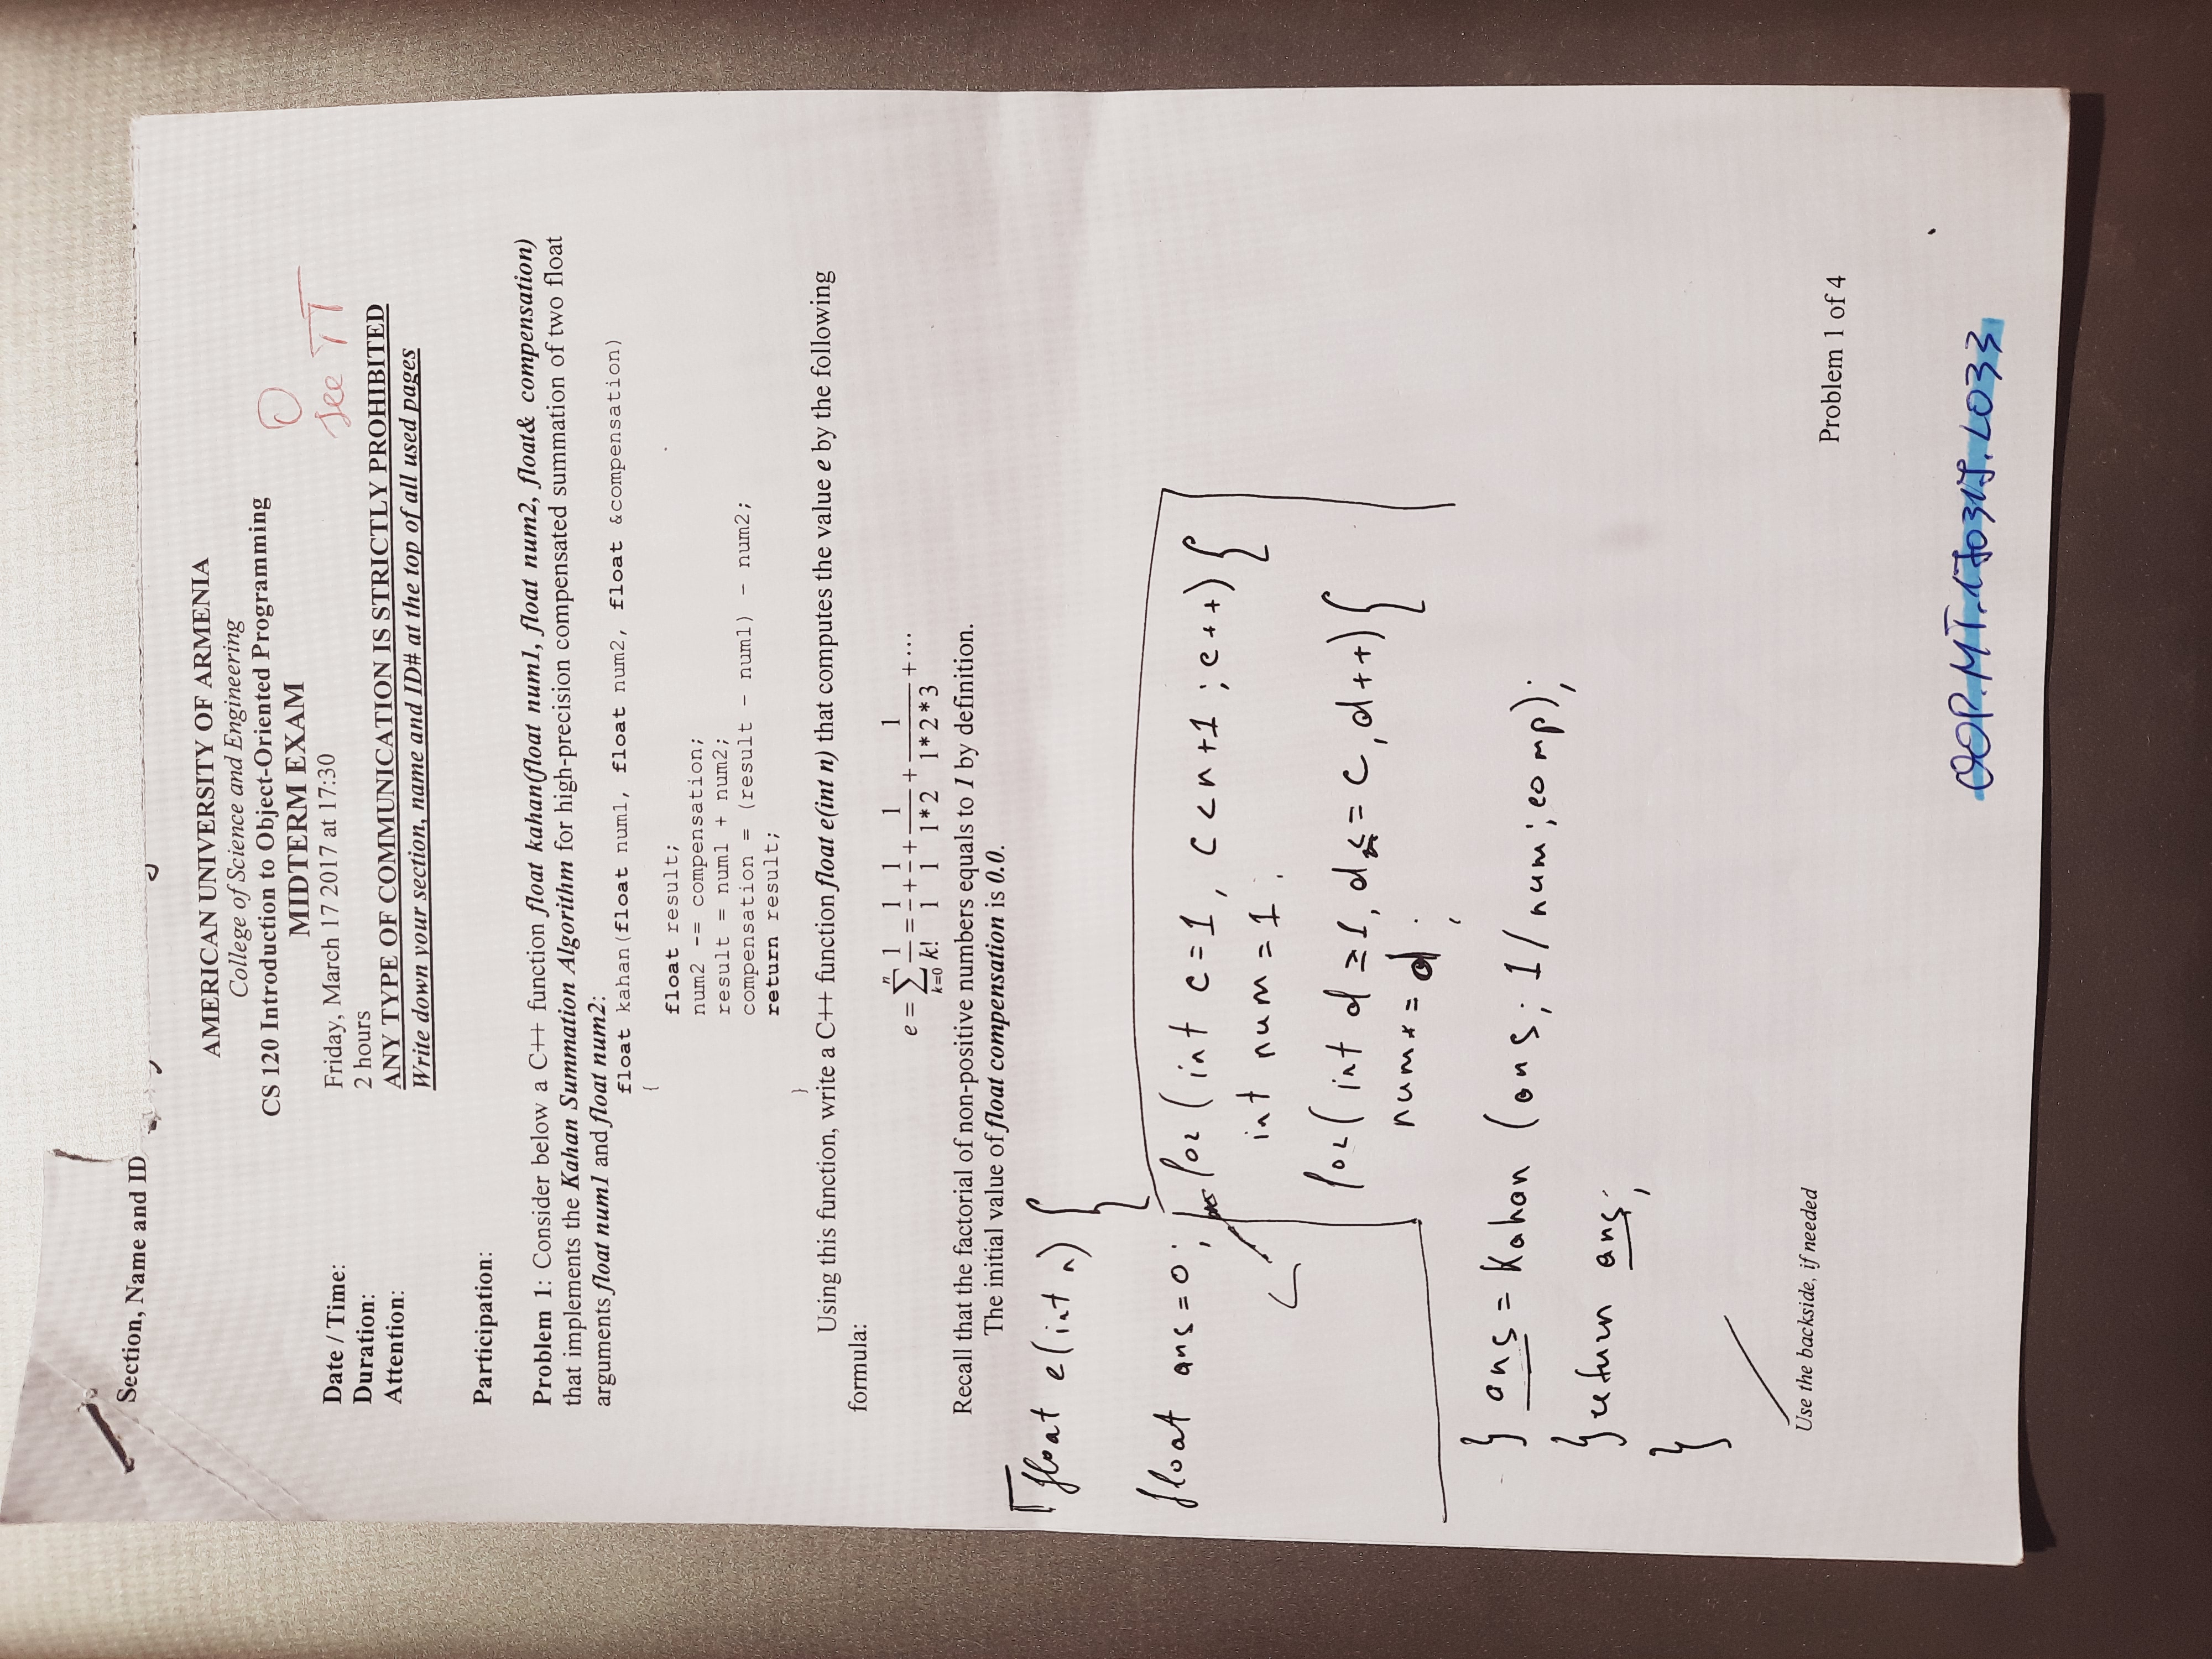 Section, Name and ID
AMERICAN UNIVERSITY OF ARMENIA
College of Science and Engineering
CS 120 Introduction to Object-Oriented Programming
MIDTERM EXAM
0
see TT
Date / Time: Friday, March 17 2017 at 17:30
Duration: 2 hours
Attention: ANY TYPE OF COMMUNICATION IS STRICTLY PROHIBITED
Write down your section, name and ID# at the top of all used pages
Participation:
Problem 1: Consider below a C++ function float kahan(float num1, float num2, float& compensation)
that implements the Kahan Summation Algorithm for high-precision compensated summation of two float
arguments float num1 and float num2:
float kahan(float num1, float num2, float &compensation)
{
float result;
num2 -= compensation;
result = num1 + num2;
compensation = (result - num1) - num2;
return result;
}
Using this function, write a C++ function float e(int n) that computes the value e by the following
formula:
e = ∑_{k=0}^{n} 1/k! = 1/1 + 1/1 + 1/(1*2) + 1/(1*2*3) + ⋯
Recall that the factorial of non-positive numbers equals to 1 by definition.
The initial value of float compensation is 0.0.
float e(int n) {
float ans = 0; for (int c = 1, c < n+1 ; c++) {
int num = 1;
for (int d = 1, d <= c, d++) {
num *= d;
} ans = Kahan (ans; 1/num; comp);
} return ans;
}
Use the backside, if needed
Problem 1 of 4
OOP.MT.170317.L033